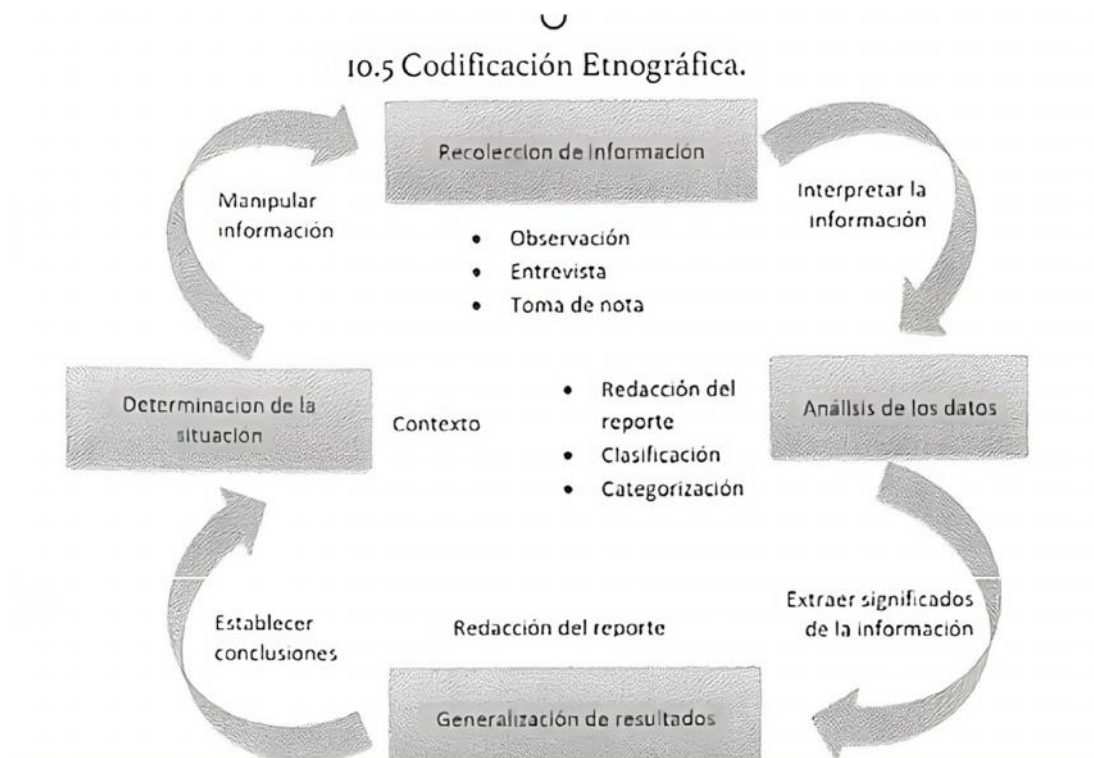 10.5 Codificación Etnográfica.
Recoleccion de información
Manipular
información
Interpretar la
información
• Observación
• Entrevista
• Toma de nota
Determinacion de la
situación
Contexto
• Redacción del
reporte
• Clasificación
• Categorización
Análisis de los datos
Establecer
conclusiones
Redacción del reporte
Extraer significados
de la información
Generalización de resultados